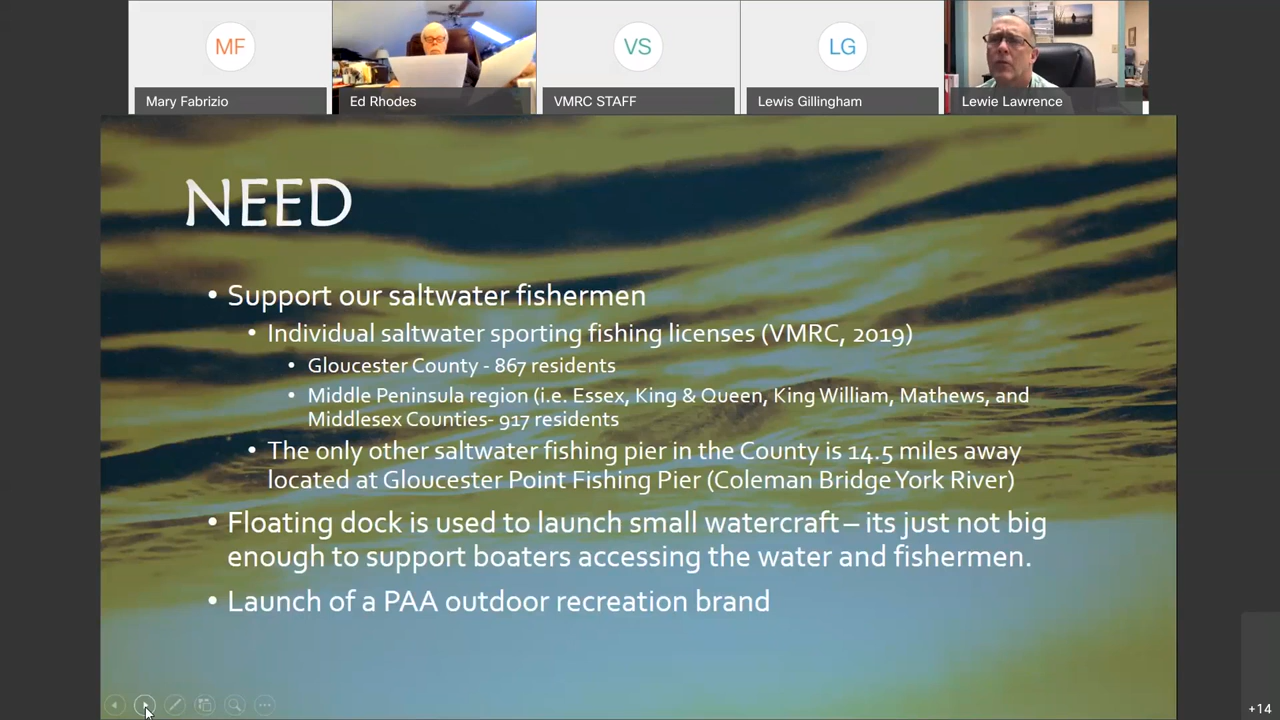 MF
VS
LG
Mary Fabrizio
Ed Rhodes
VMRC STAFF
Lewis Gillingham
Lewie Lawrence
NEED
• Support our saltwater fishermen
• Individual saltwater sporting fishing licenses (VMRC, 2019)
• Gloucester County - 867 residents
• Middle Peninsula region (i.e. Essex, King & Queen, King William, Mathews, and
Middlesex Counties- 917 residents
• The only other saltwater fishing pier in the County is 14.5 miles away
located at Gloucester Point Fishing Pier (Coleman Bridge York River)
• Floating dock is used to launch small watercraft – its just not big
enough to support boaters accessing the water and fishermen.
• Launch of a PAA outdoor recreation brand
+14